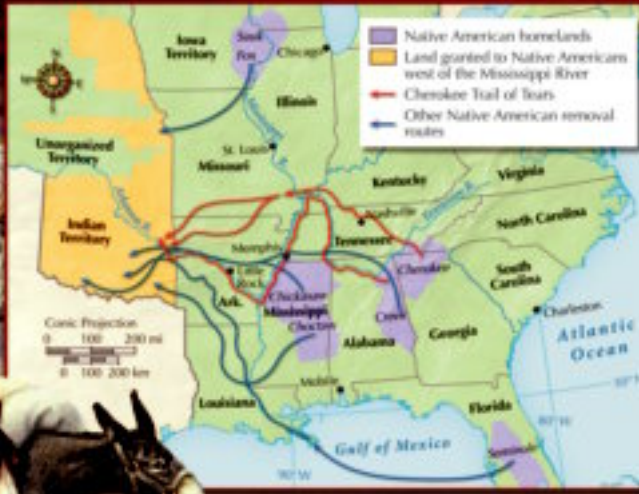 Native American homelands
Land granted to Native Americans
west of the Mississippi River
Cherokee Trail of Tears
Other Native American removal
routes
Iowa
Territory
Sauk
Fox
Chicago
Illinois
N
S
Unorganized
Territory
St. Louis
Missouri
Kentucky
Virginia
Indian
Territory
Nashville
Tennessee
North Carolina
Memphis
Cherokee
South
Carolina
Little
Rock
Ark.
Chickasaw
Mississippi
Choctaw
Creek
Alabama
Georgia
Charleston
Atlantic
Ocean
Conic Projection
0 100 200 mi
0 100 200 km
Mobile
Louisiana
Florida
Gulf of Mexico
Seminole
90°W
80°W